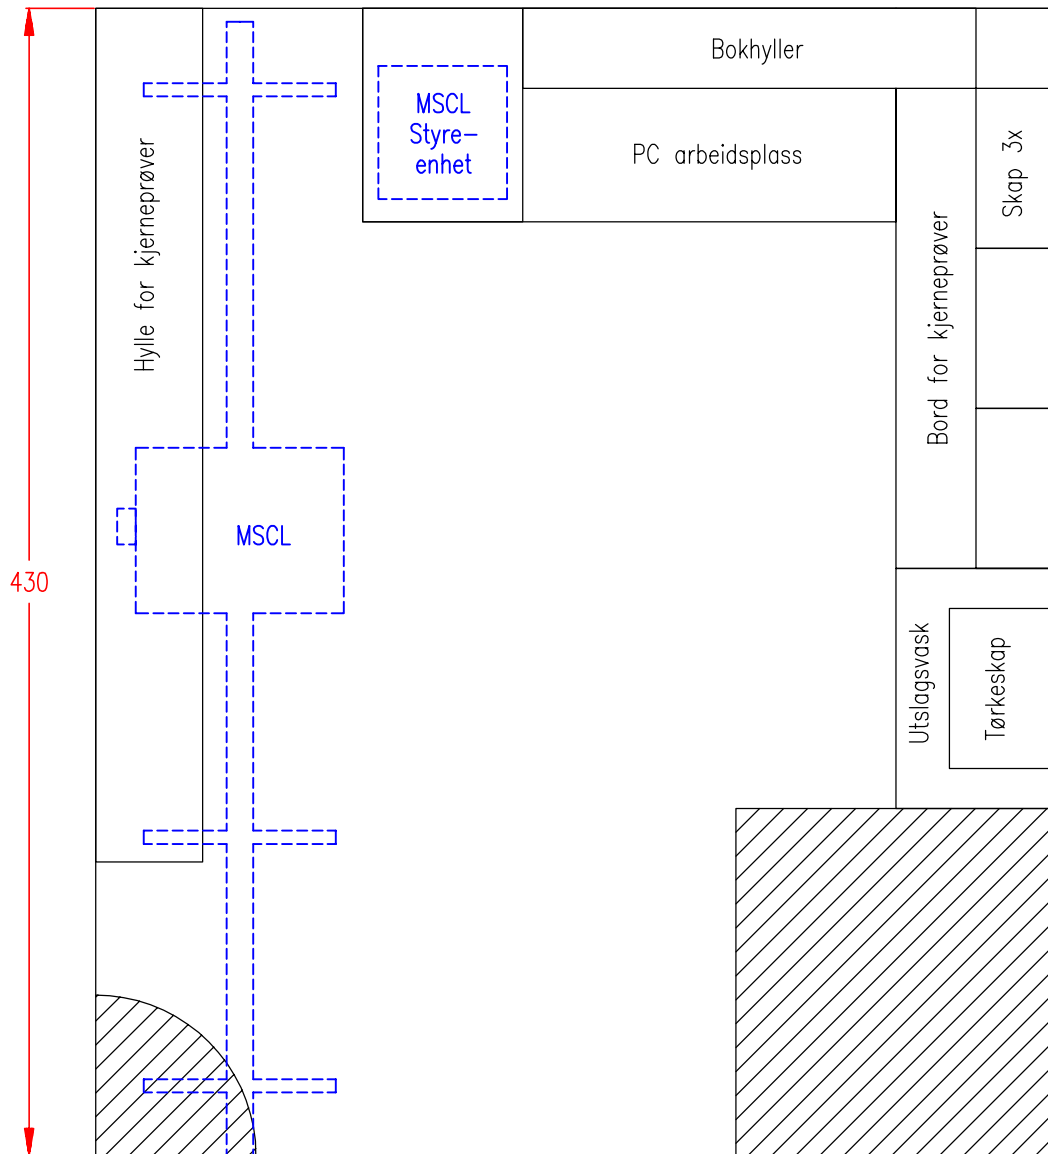 Bokhyller
MSCL
Styre-
enhet
PC arbeidsplass
Skap 3x
Hylle for kjerneprøver
Bord for kjerneprøver
MSCL
430
Utslagsvask
Tørkeskap